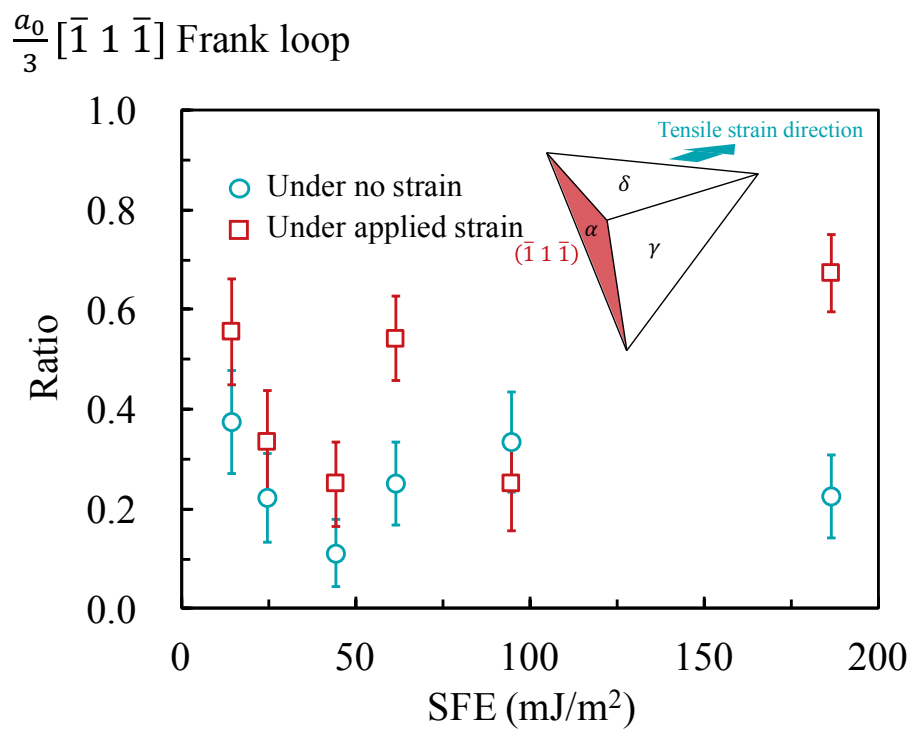 a₀/3 [1̄ 1 1̄] Frank loop
1.0
Tensile strain direction
Under no strain
δ
0.8
Under applied strain
α
(1̄ 1 1̄)
γ
0.6
Ratio
0.4
0.2
0.0
0 50 100 150 200
SFE (mJ/m²)